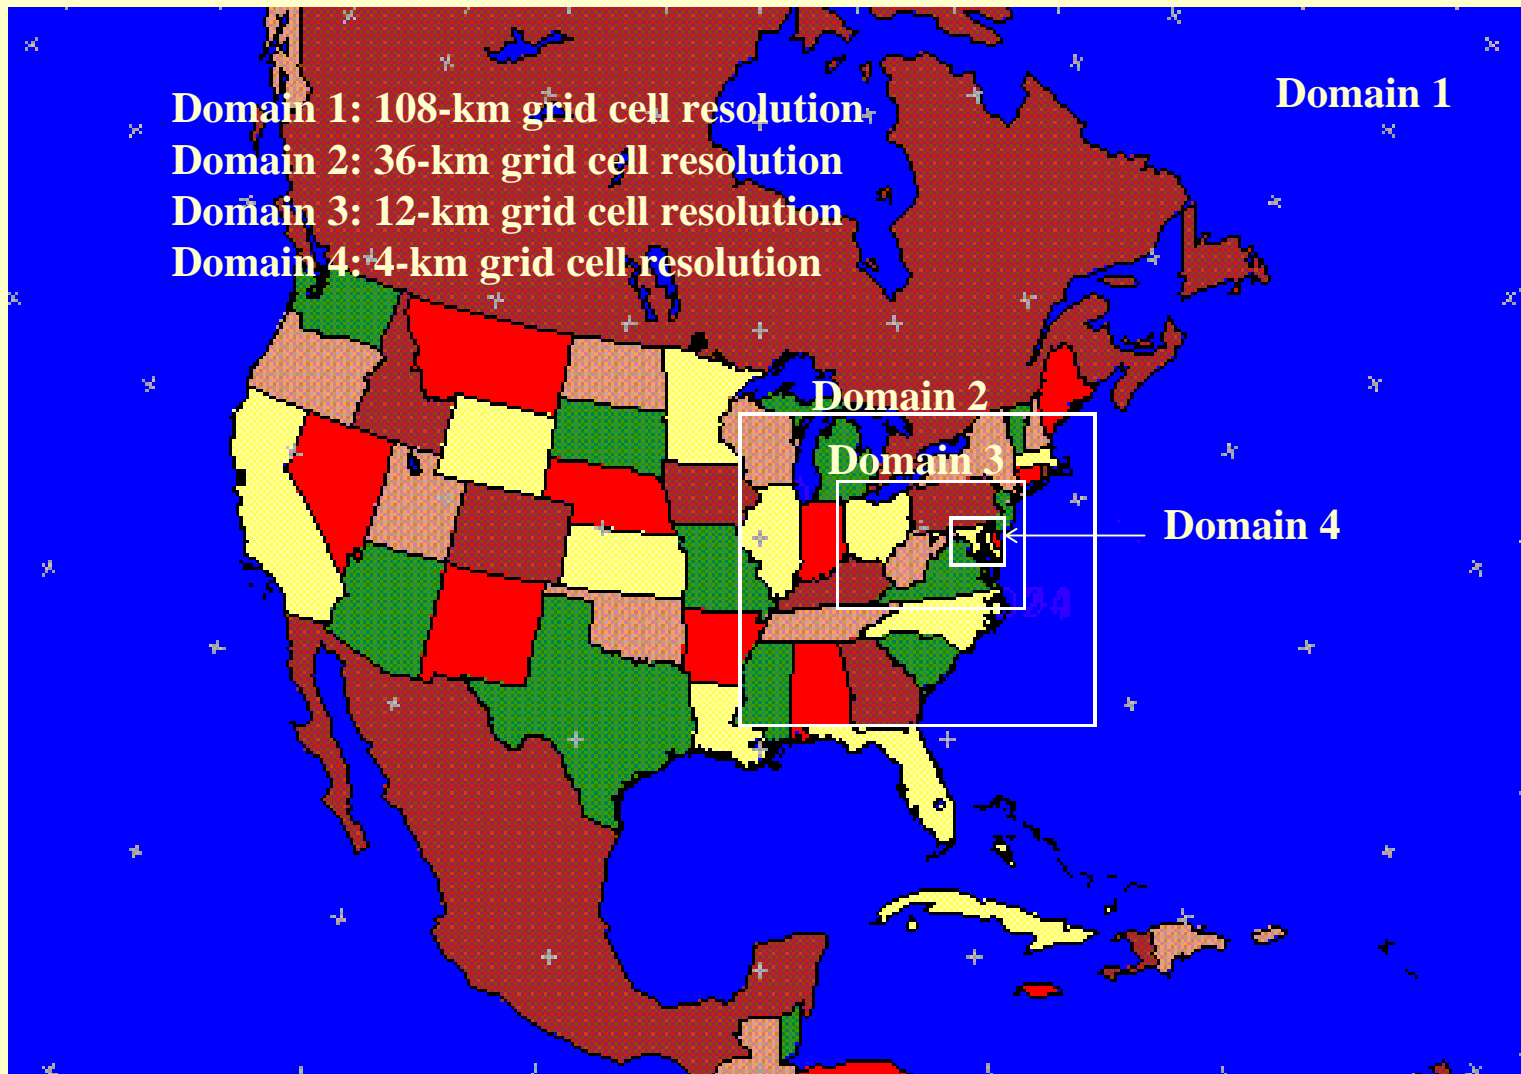 Domain 1
Domain 1: 108-km grid cell resolution
Domain 2: 36-km grid cell resolution
Domain 3: 12-km grid cell resolution
Domain 4: 4-km grid cell resolution
Domain 2
Domain 3
Domain 4